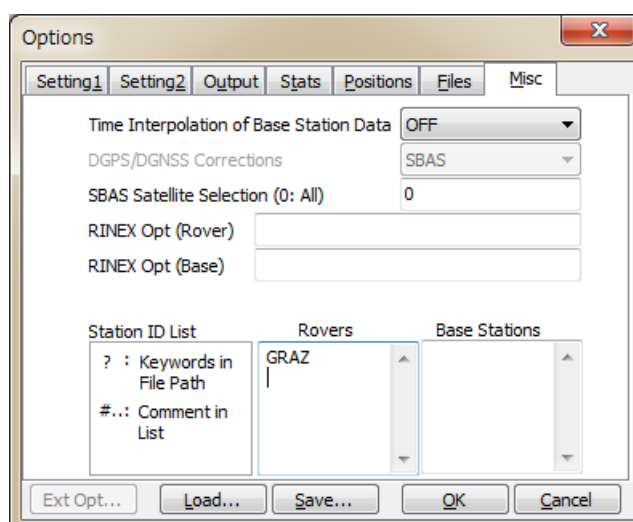 Options
Setting1 Setting2 Output Stats Positions Files Misc
Time Interpolation of Base Station Data OFF
DGPS/DGNSS Corrections SBAS
SBAS Satellite Selection (0: All) 0
RINEX Opt (Rover)
RINEX Opt (Base)
Station ID List Rovers Base Stations
? : Keywords in GRAZ
File Path
#..: Comment in
List
Ext Opt... Load... Save... OK Cancel